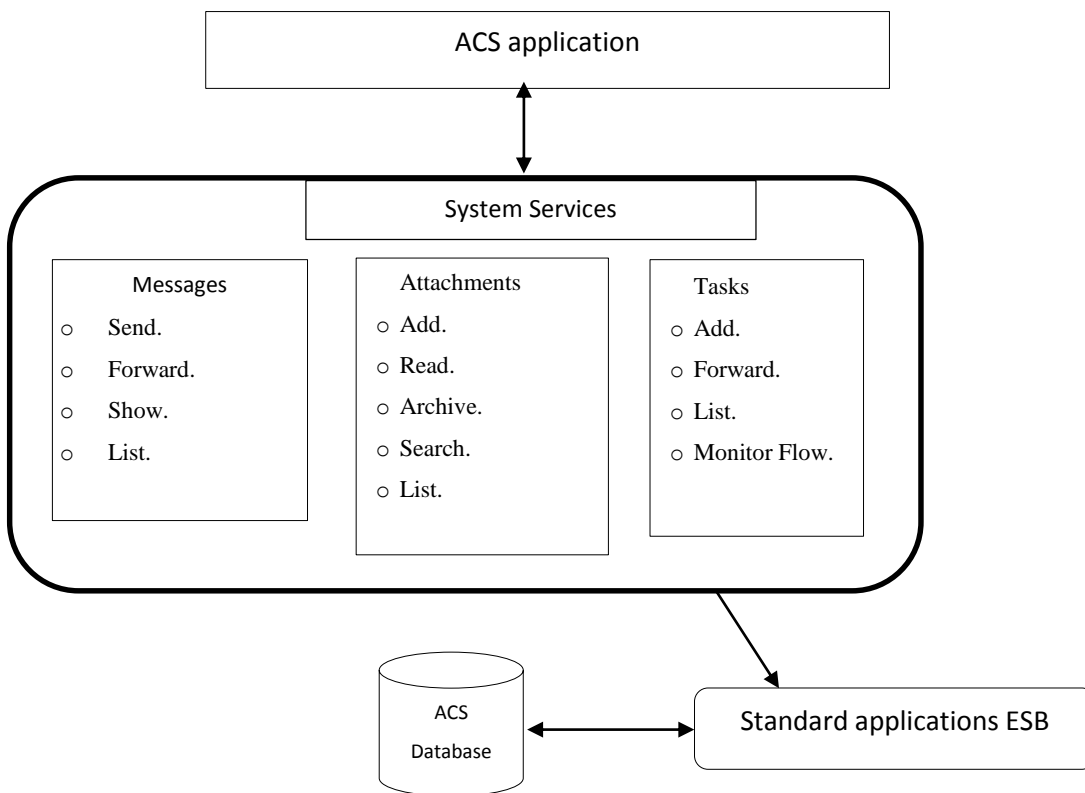 ACS application
System Services
Messages
o Send.
o Forward.
o Show.
o List.
Attachments
o Add.
o Read.
o Archive.
o Search.
o List.
Tasks
o Add.
o Forward.
o List.
o Monitor Flow.
ACS
Database
Standard applications ESB